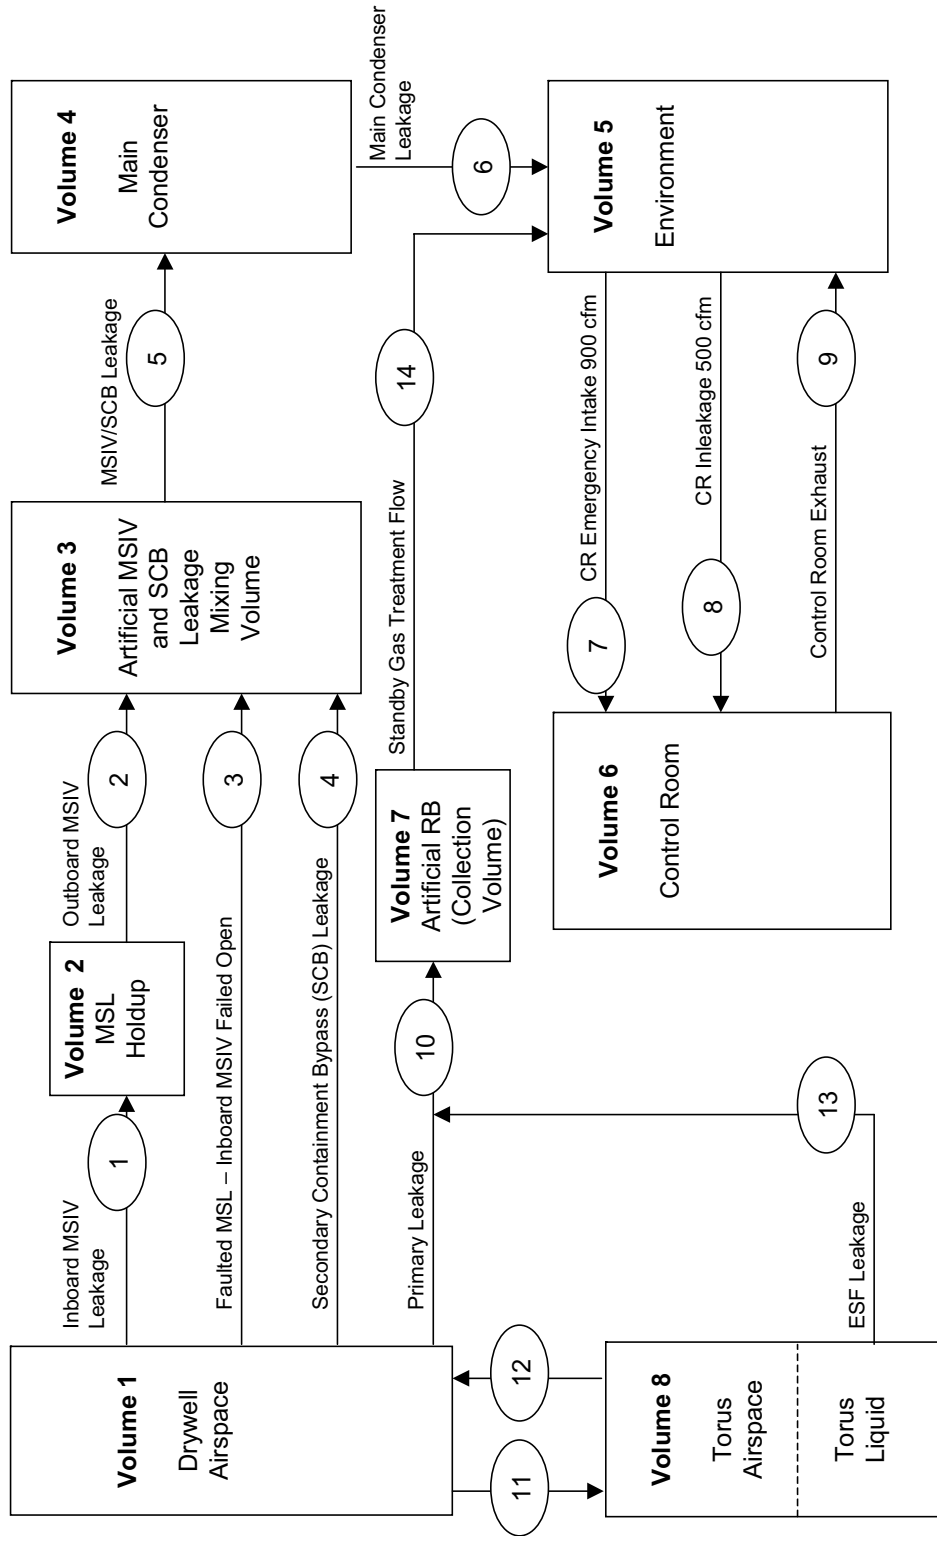 Volume 1
Drywell
Airspace
Inboard MSIV
Leakage
1
Volume 2
MSL
Holdup
Outboard MSIV
Leakage
2
Faulted MSL – Inboard MSIV Failed Open
3
Secondary Containment Bypass (SCB) Leakage
4
Volume 3
Artificial MSIV
and SCB
Leakage
Mixing
Volume
MSIV/SCB Leakage
5
Volume 4
Main
Condenser
Main Condenser
Leakage
6
Primary Leakage
10
Volume 7
Artificial RB
(Collection
Volume)
Standby Gas Treatment Flow
14
Volume 5
Environment
CR Emergency Intake 900 cfm
7
CR Inleakage 500 cfm
8
Control Room Exhaust
9
Volume 6
Control Room
11
12
Volume 8
Torus
Airspace
Torus
Liquid
ESF Leakage
13